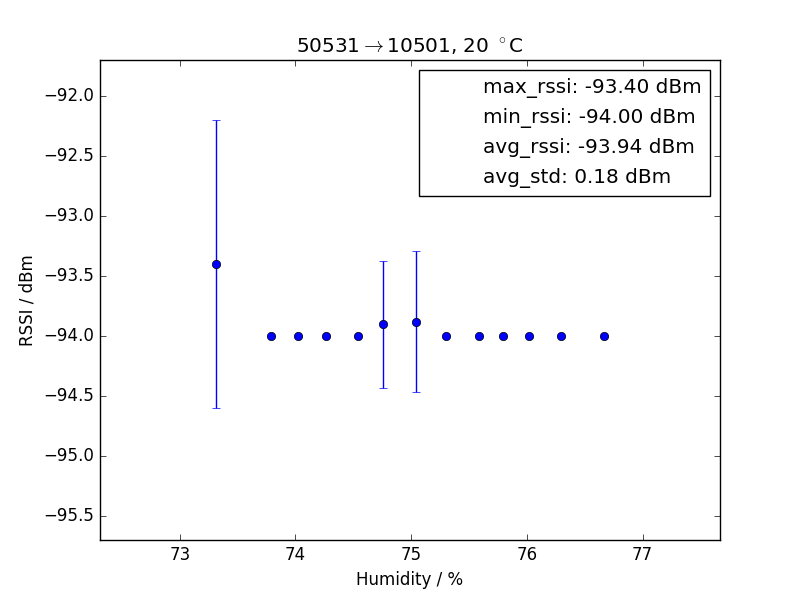 50531→10501, 20 °C
max_rssi: -93.40 dBm
min_rssi: -94.00 dBm
avg_rssi: -93.94 dBm
avg_std: 0.18 dBm
RSSI / dBm
−92.0
−92.5
−93.0
−93.5
−94.0
−94.5
−95.0
−95.5
73 74 75 76 77
Humidity / %